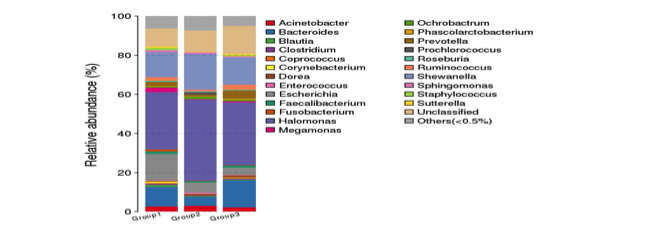 100
80
60
40
20
0
Relative abundance (%)
Group1
Group2
Group3
Acinetobacter
Bacteroides
Blautia
Clostridium
Coprococcus
Corynebacterium
Dorea
Enterococcus
Escherichia
Faecalibacterium
Fusobacterium
Halomonas
Megamonas
Ochrobactrum
Phascolarctobacterium
Prevotella
Prochlorococcus
Roseburia
Ruminococcus
Shewanella
Sphingomonas
Staphylococcus
Sutterella
Unclassified
Others(<0.5%)